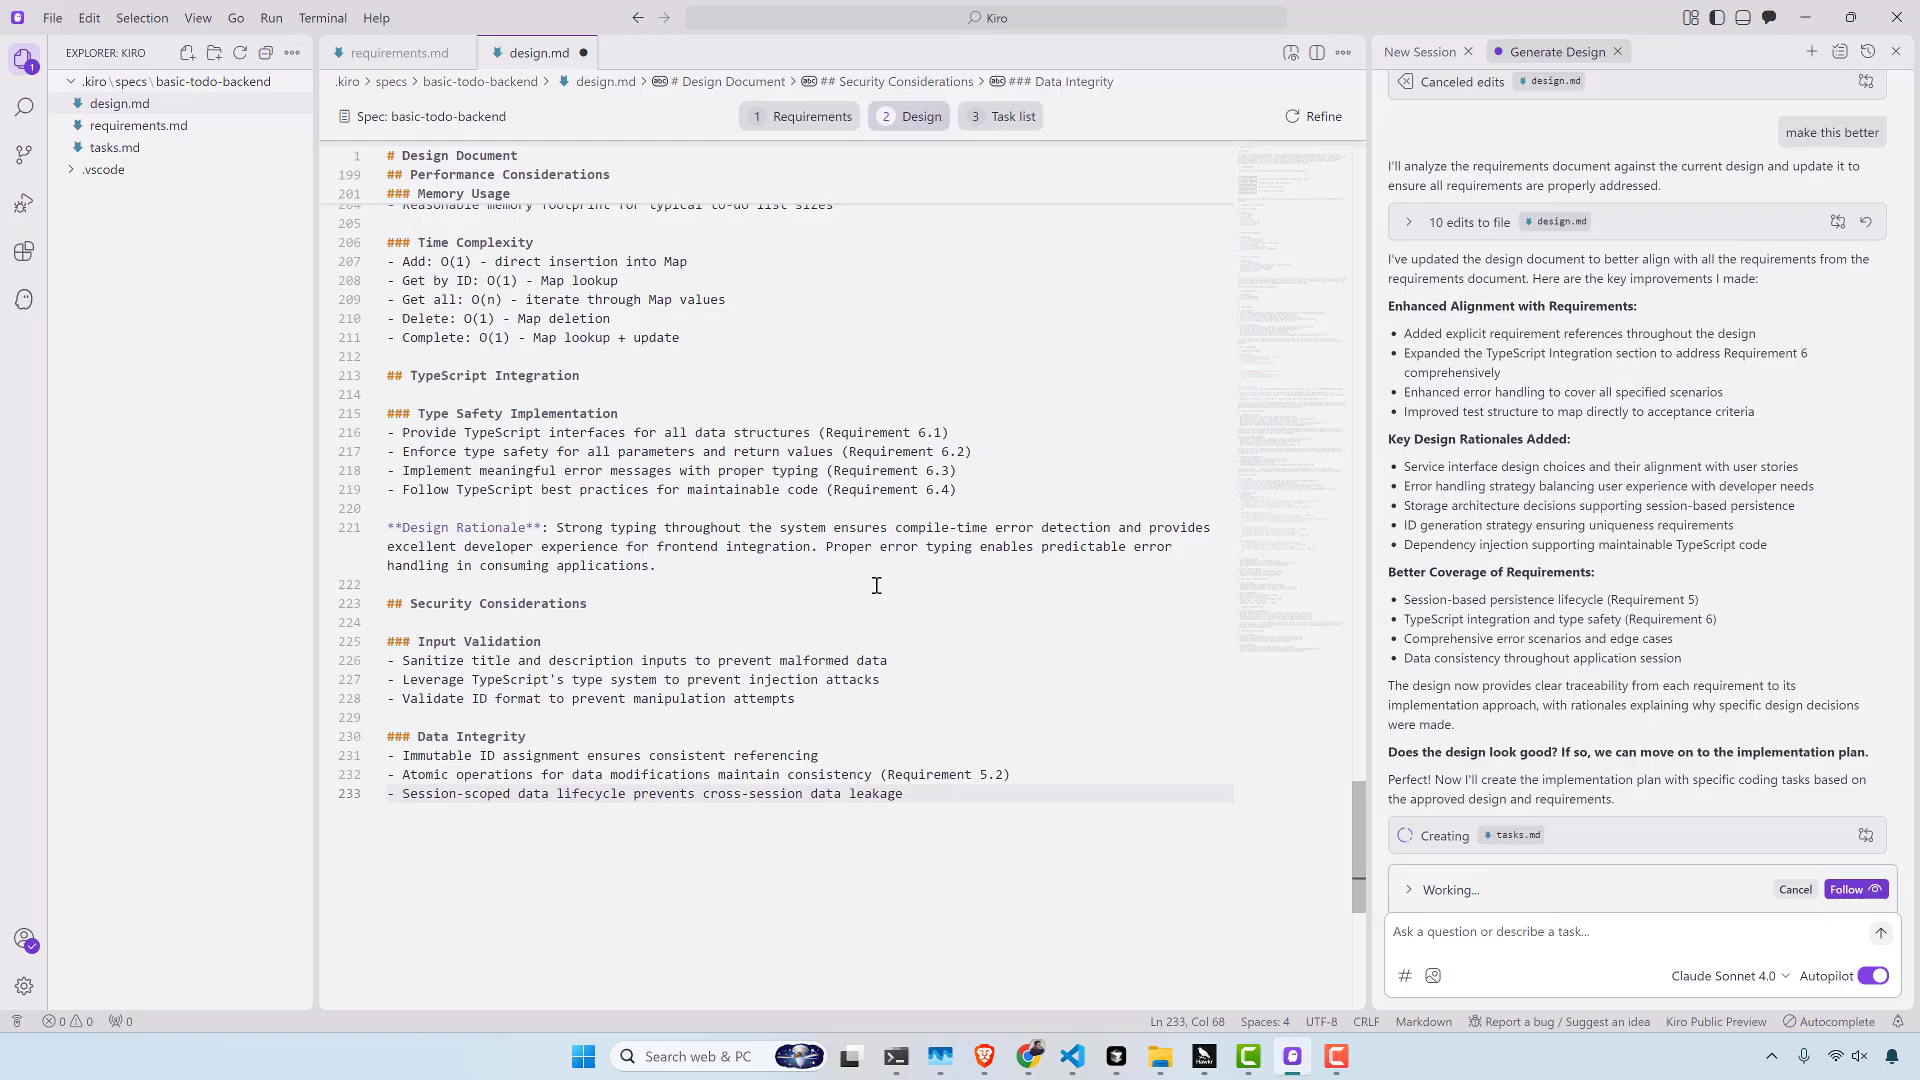 File Edit Selection View Go Run Terminal Help
Kiro
EXPLORER: KIRO
.kiro\specs\basic-todo-backend
design.md
requirements.md
tasks.md
.vscode
1
requirements.md
design.md
.kiro > specs > basic-todo-backend > design.md > # Design Document > ## Security Considerations > ### Data Integrity
Spec: basic-todo-backend
1 Requirements
2 Design
3 Task list
Refine
1 # Design Document
199 ## Performance Considerations
201 ### Memory Usage
204 - Reasonable memory footprint for typical to-do list sizes
205
206 ### Time Complexity
207 - Add: O(1) - direct insertion into Map
208 - Get by ID: O(1) - Map lookup
209 - Get all: O(n) - iterate through Map values
210 - Delete: O(1) - Map deletion
211 - Complete: O(1) - Map lookup + update
212
213 ## TypeScript Integration
214
215 ### Type Safety Implementation
216 - Provide TypeScript interfaces for all data structures (Requirement 6.1)
217 - Enforce type safety for all parameters and return values (Requirement 6.2)
218 - Implement meaningful error messages with proper typing (Requirement 6.3)
219 - Follow TypeScript best practices for maintainable code (Requirement 6.4)
220
221 **Design Rationale**: Strong typing throughout the system ensures compile-time error detection and provides
excellent developer experience for frontend integration. Proper error typing enables predictable error
handling in consuming applications.
222
223 ## Security Considerations
224
225 ### Input Validation
226 - Sanitize title and description inputs to prevent malformed data
227 - Leverage TypeScript's type system to prevent injection attacks
228 - Validate ID format to prevent manipulation attempts
229
230 ### Data Integrity
231 - Immutable ID assignment ensures consistent referencing
232 - Atomic operations for data modifications maintain consistency (Requirement 5.2)
233 - Session-scoped data lifecycle prevents cross-session data leakage
New Session
Generate Design
Canceled edits design.md
make this better
I'll analyze the requirements document against the current design and update it to
ensure all requirements are properly addressed.
10 edits to file design.md
I've updated the design document to better align with all the requirements from the
requirements document. Here are the key improvements I made:
Enhanced Alignment with Requirements:
• Added explicit requirement references throughout the design
• Expanded the TypeScript Integration section to address Requirement 6
comprehensively
• Enhanced error handling to cover all specified scenarios
• Improved test structure to map directly to acceptance criteria
Key Design Rationales Added:
• Service interface design choices and their alignment with user stories
• Error handling strategy balancing user experience with developer needs
• Storage architecture decisions supporting session-based persistence
• ID generation strategy ensuring uniqueness requirements
• Dependency injection supporting maintainable TypeScript code
Better Coverage of Requirements:
• Session-based persistence lifecycle (Requirement 5)
• TypeScript integration and type safety (Requirement 6)
• Comprehensive error scenarios and edge cases
• Data consistency throughout application session
The design now provides clear traceability from each requirement to its
implementation approach, with rationales explaining why specific design decisions
were made.
Does the design look good? If so, we can move on to the implementation plan.
Perfect! Now I'll create the implementation plan with specific coding tasks based on
the approved design and requirements.
Creating tasks.md
Working...
Cancel
Follow
Ask a question or describe a task...
Claude Sonnet 4.0
Autopilot
0 0 0
Ln 233, Col 68
Spaces: 4
UTF-8
CRLF
Markdown
Report a bug / Suggest an idea
Kiro Public Preview
Autocomplete
Search web & PC